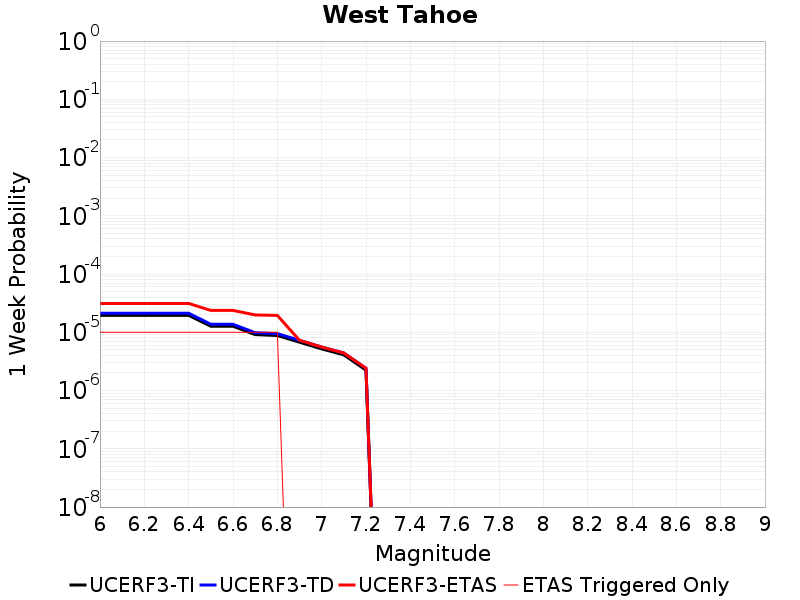 West Tahoe
1 Week Probability
10^0
10^-1
10^-2
10^-3
10^-4
10^-5
10^-6
10^-7
10^-8
6 6.2 6.4 6.6 6.8 7 7.2 7.4 7.6 7.8 8 8.2 8.4 8.6 8.8 9
Magnitude
UCERF3-TI UCERF3-TD UCERF3-ETAS ETAS Triggered Only